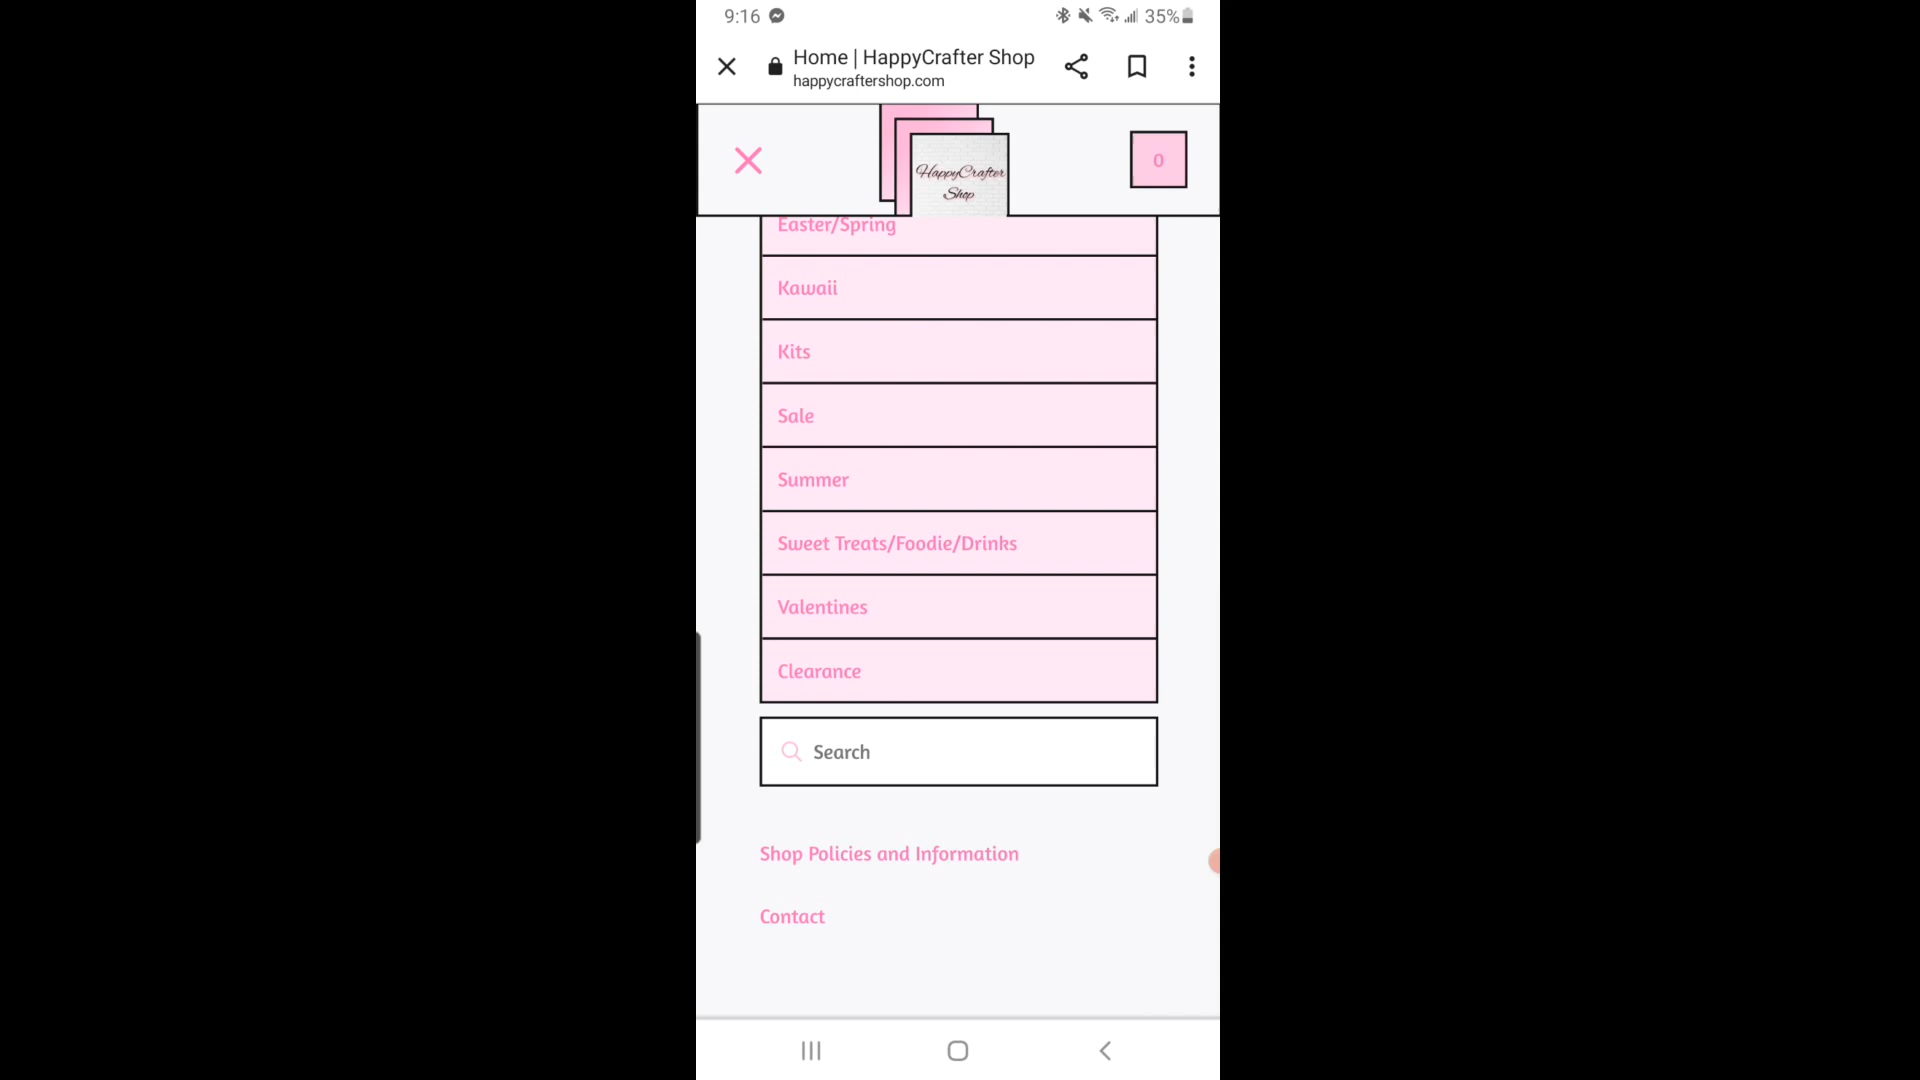 9:16
35%
Home | HappyCrafter Shop
happycraftershop.com
HappyCrafter
Shop
0
Easter/Spring
Kawaii
Kits
Sale
Summer
Sweet Treats/Foodie/Drinks
Valentines
Clearance
Search
Shop Policies and Information
Contact